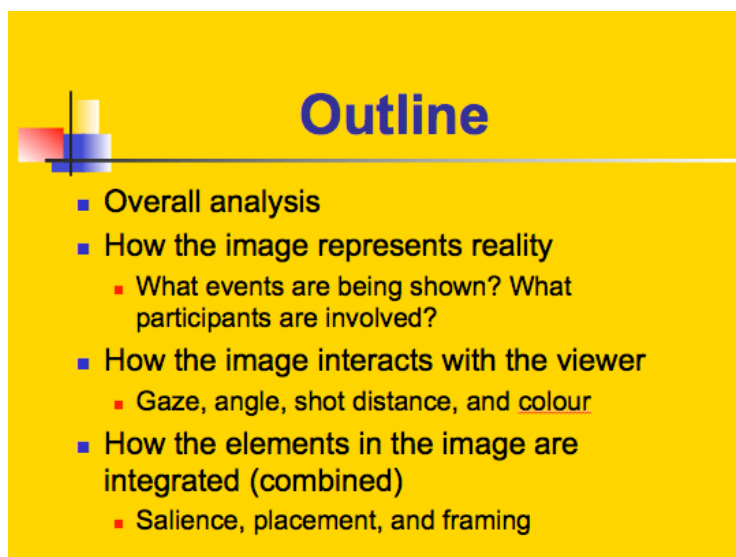 Outline
Overall analysis
How the image represents reality
What events are being shown? What
participants are involved?
How the image interacts with the viewer
Gaze, angle, shot distance, and colour
How the elements in the image are
integrated (combined)
Salience, placement, and framing